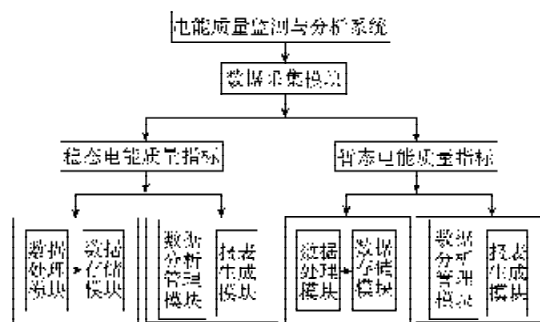 电能质量监测与分析系统
数据采集模块
稳态电能质量指标
暂态电能质量指标
数据
处理
模块
数据
存储
模块
数据
分析
管理
模块
报表
生成
模块
数据
处理
模块
数据
存储
模块
数据
分析
管理
模块
报表
生成
模块